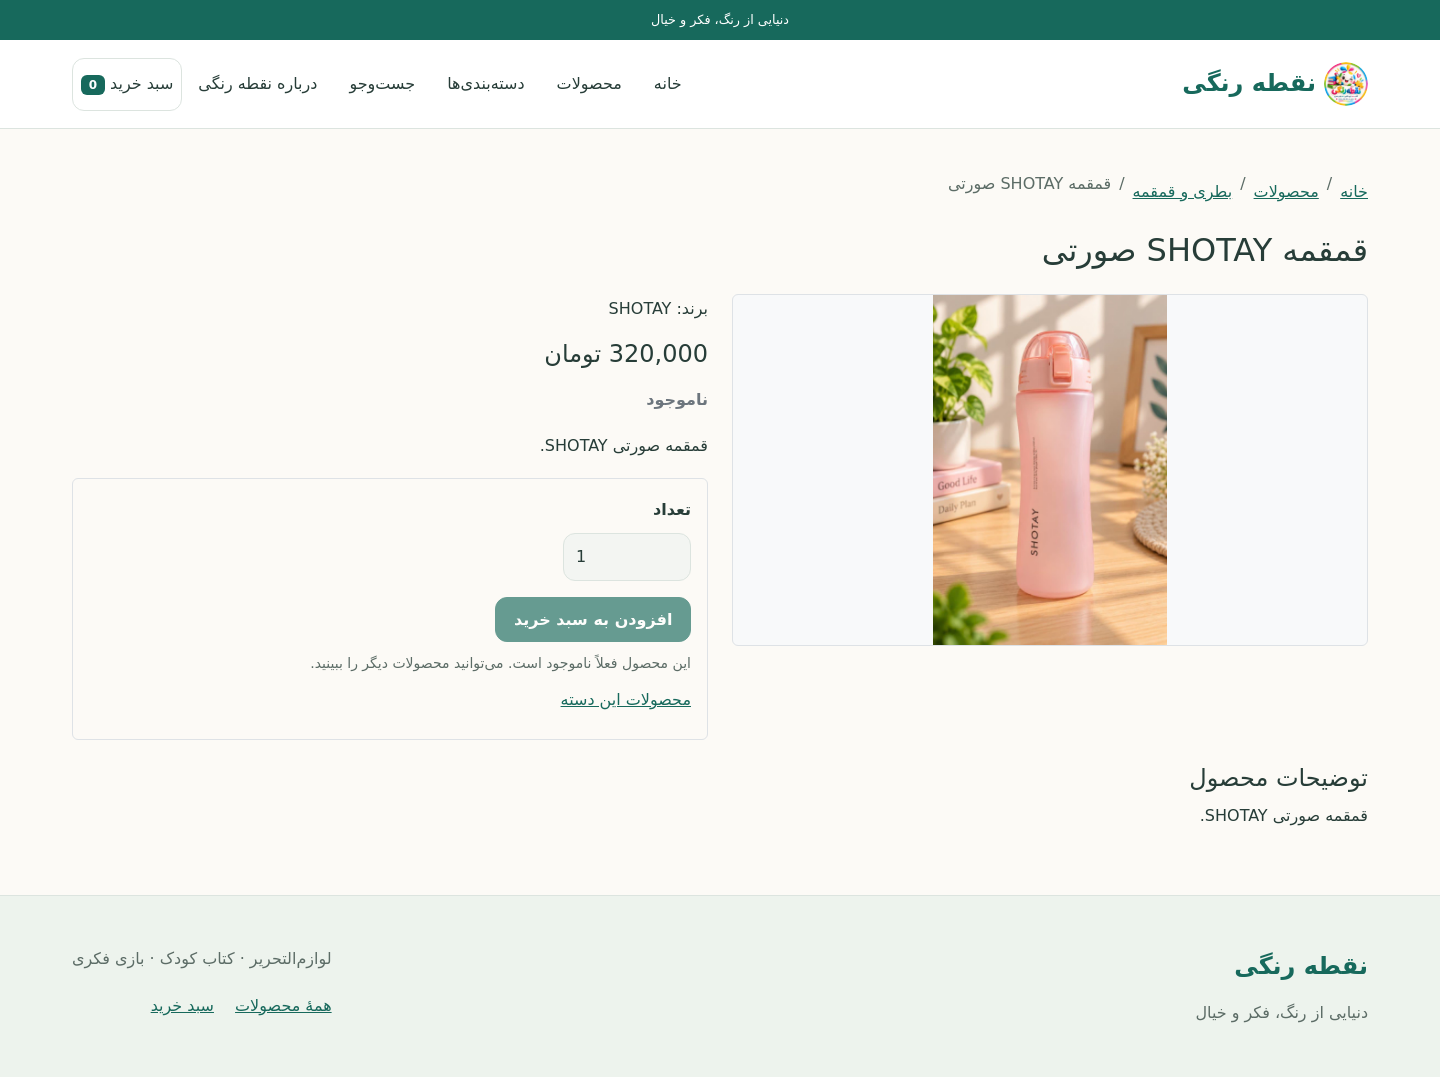 دنیایی از رنگ، فکر و خیال
نقطه رنگی
خانه
محصولات
دسته‌بندی‌ها
جست‌وجو
درباره نقطه رنگی
سبد خرید 0
خانه / محصولات / بطری و قمقمه / قمقمه SHOTAY صورتی
قمقمه SHOTAY صورتی
Good Life
Daily Plan
SHOTAY
برند: SHOTAY
320,000 تومان
ناموجود
قمقمه صورتی SHOTAY.
تعداد
1
افزودن به سبد خرید
این محصول فعلاً ناموجود است. می‌توانید محصولات دیگر را ببینید.
محصولات این دسته
توضیحات محصول
قمقمه صورتی SHOTAY.
نقطه رنگی
دنیایی از رنگ، فکر و خیال
لوازم‌التحریر · کتاب کودک · بازی فکری
همهٔ محصولات
سبد خرید